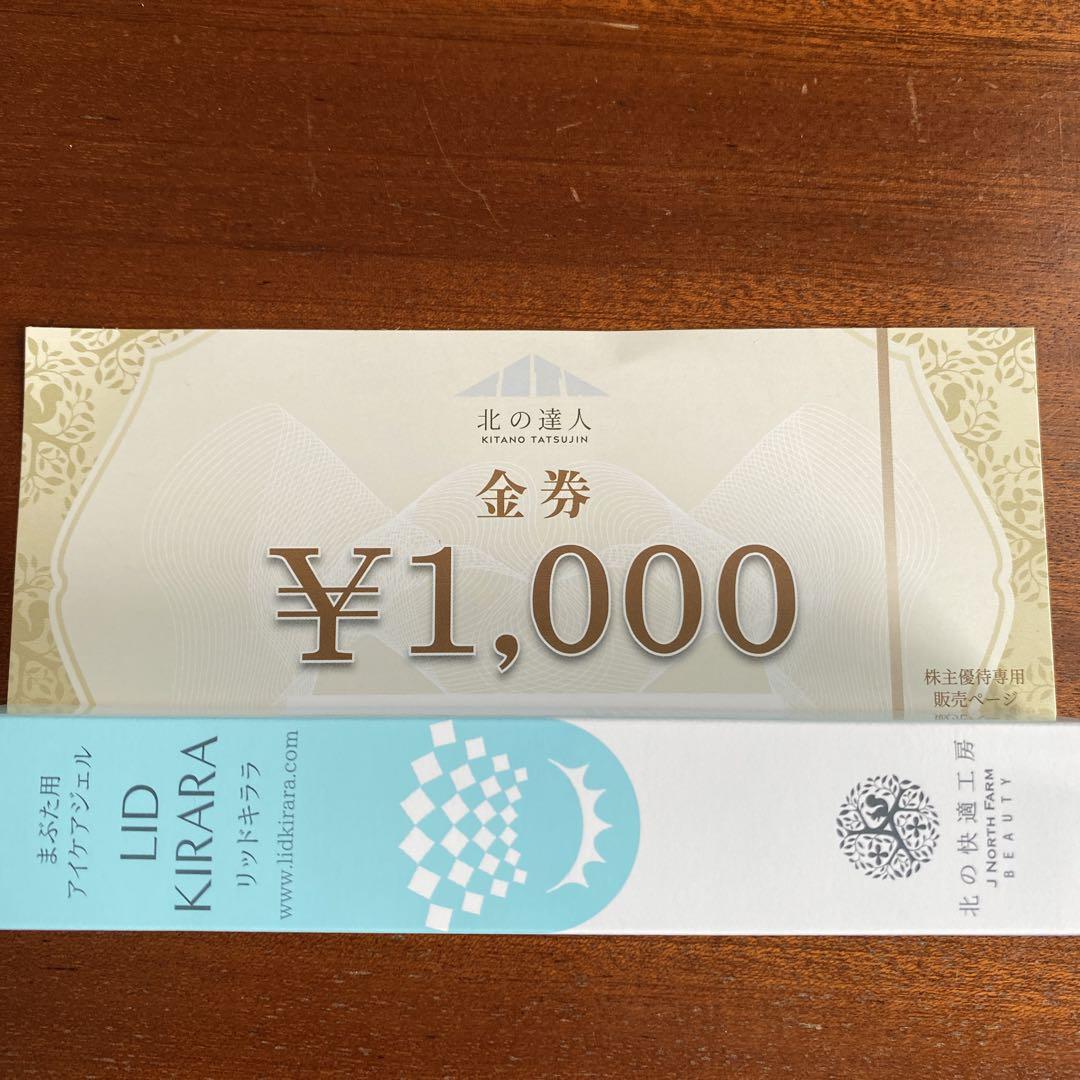 北の達人
KITANO TATSUJIN
金券
¥1,000
株主優待専用
販売ページ
まぶた用
アイケアジェル
LID
KIRARA
リッドキララ
www.lidkirara.com
北の快適工房
J NORTH FARM
BEAUTY